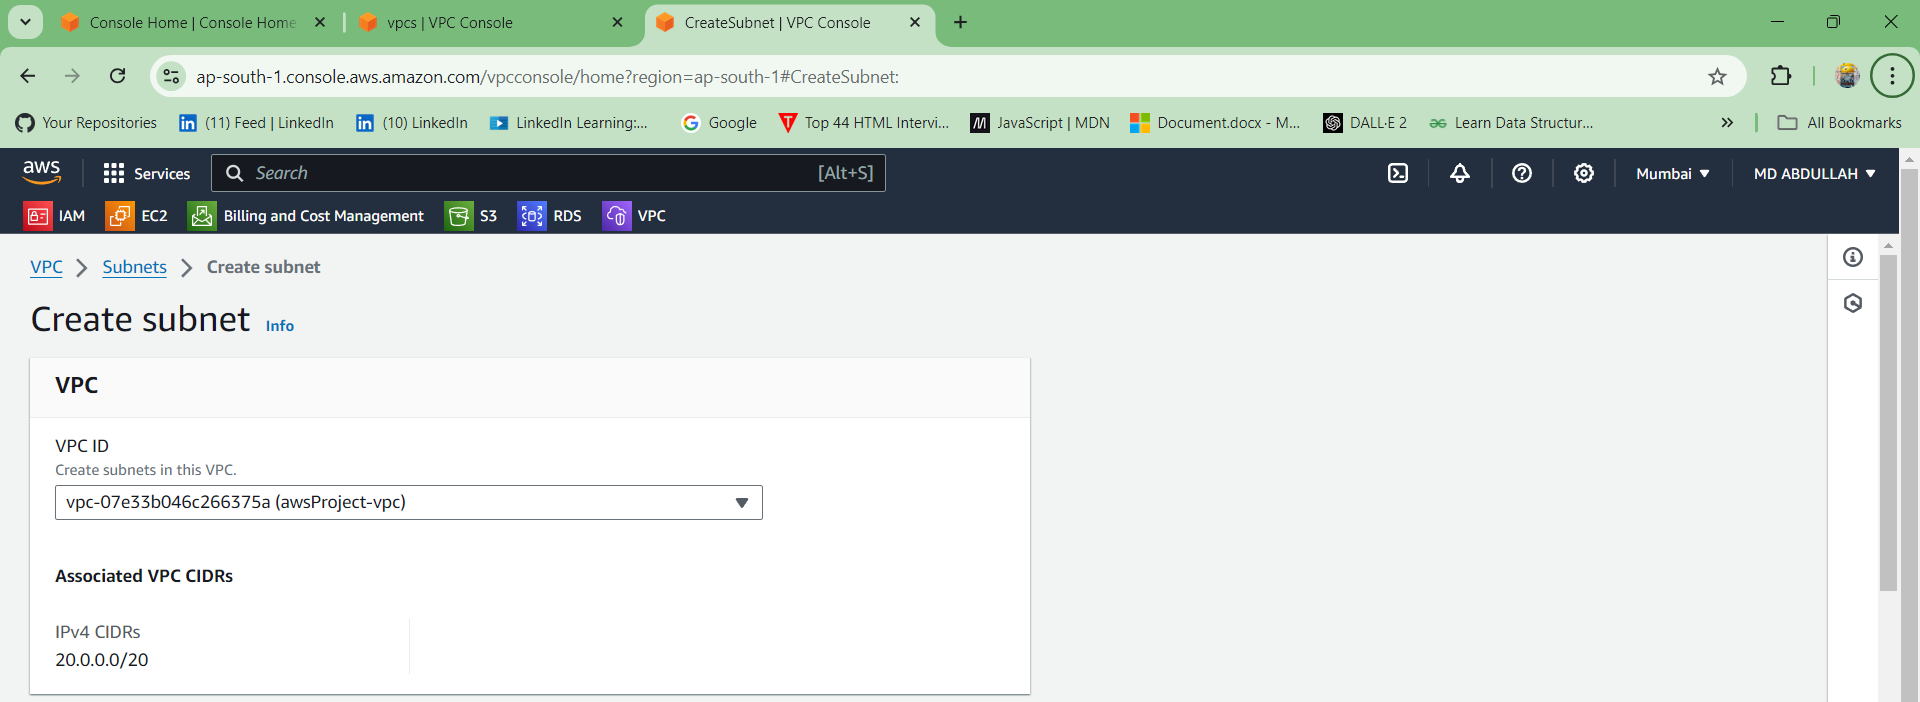 Console Home | Console Home
vpcs | VPC Console
CreateSubnet | VPC Console
ap-south-1.console.aws.amazon.com/vpcconsole/home?region=ap-south-1#CreateSubnet:
Your Repositories
(11) Feed | LinkedIn
(10) LinkedIn
LinkedIn Learning:...
Google
Top 44 HTML Intervi...
JavaScript | MDN
Document.docx - M...
DALL·E 2
Learn Data Structur...
All Bookmarks
aws
Services
Search
[Alt+S]
Mumbai
MD ABDULLAH
IAM
EC2
Billing and Cost Management
S3
RDS
VPC
VPC
Subnets
Create subnet
Create subnet
Info
VPC
VPC ID
Create subnets in this VPC.
vpc-07e33b046c266375a (awsProject-vpc)
Associated VPC CIDRs
IPv4 CIDRs
20.0.0.0/20